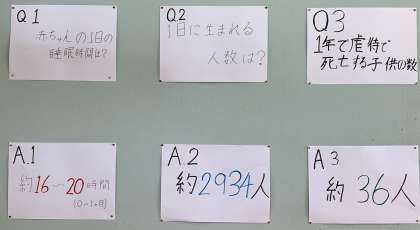 Q1
赤ちゃんの1日の
睡眠時間は?
Q2
1日に生まれる
人数は?
Q3
1年で虐待で
死亡する子供の数
A.1
約16〜20時間
(0〜1ヶ月)
A.2
約2934人
A3
約36人